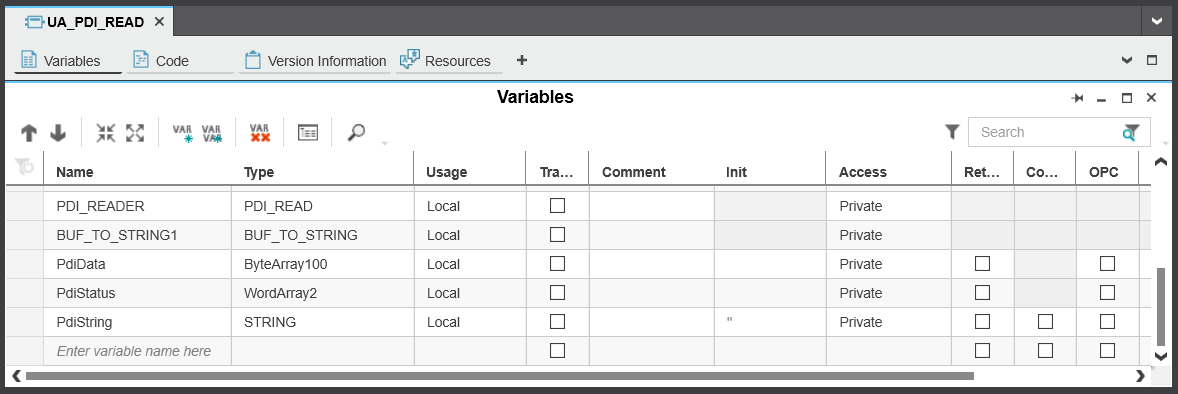 UA_PDI_READ
Variables Code Version Information Resources
Variables
VAR VAR VAR VAR
Search
Name Type Usage Tra... Comment Init Access Ret... Co... OPC
PDI_READER PDI_READ Local Private
BUF_TO_STRING1 BUF_TO_STRING Local Private
PdiData ByteArray100 Local Private
PdiStatus WordArray2 Local Private
PdiString STRING Local '' Private
Enter variable name here